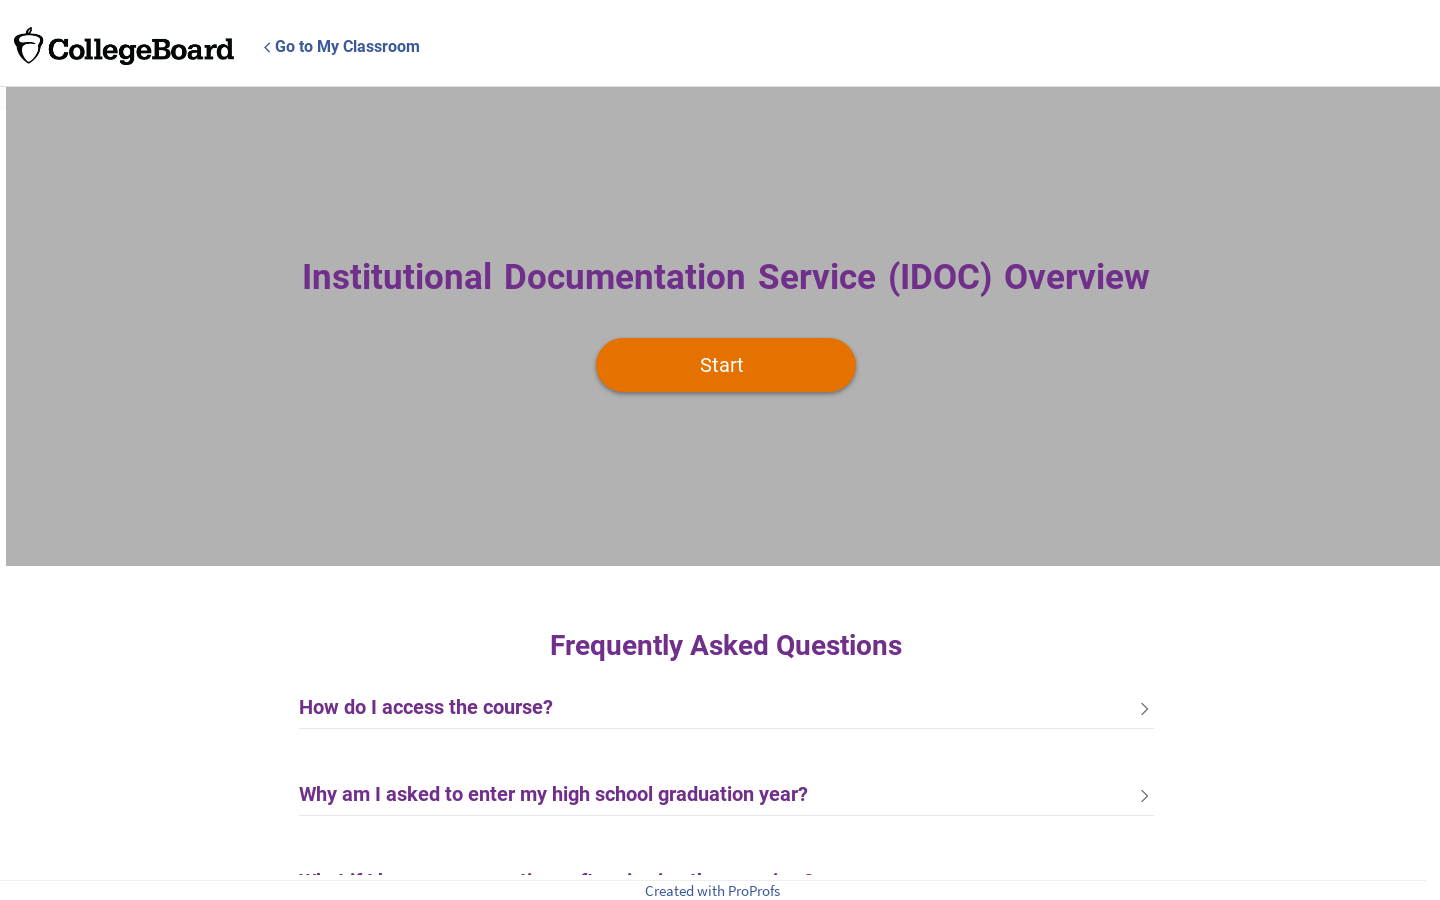 CollegeBoard
Go to My Classroom
Institutional Documentation Service (IDOC) Overview
Start
Frequently Asked Questions
How do I access the course?
Why am I asked to enter my high school graduation year?
Created with ProProfs